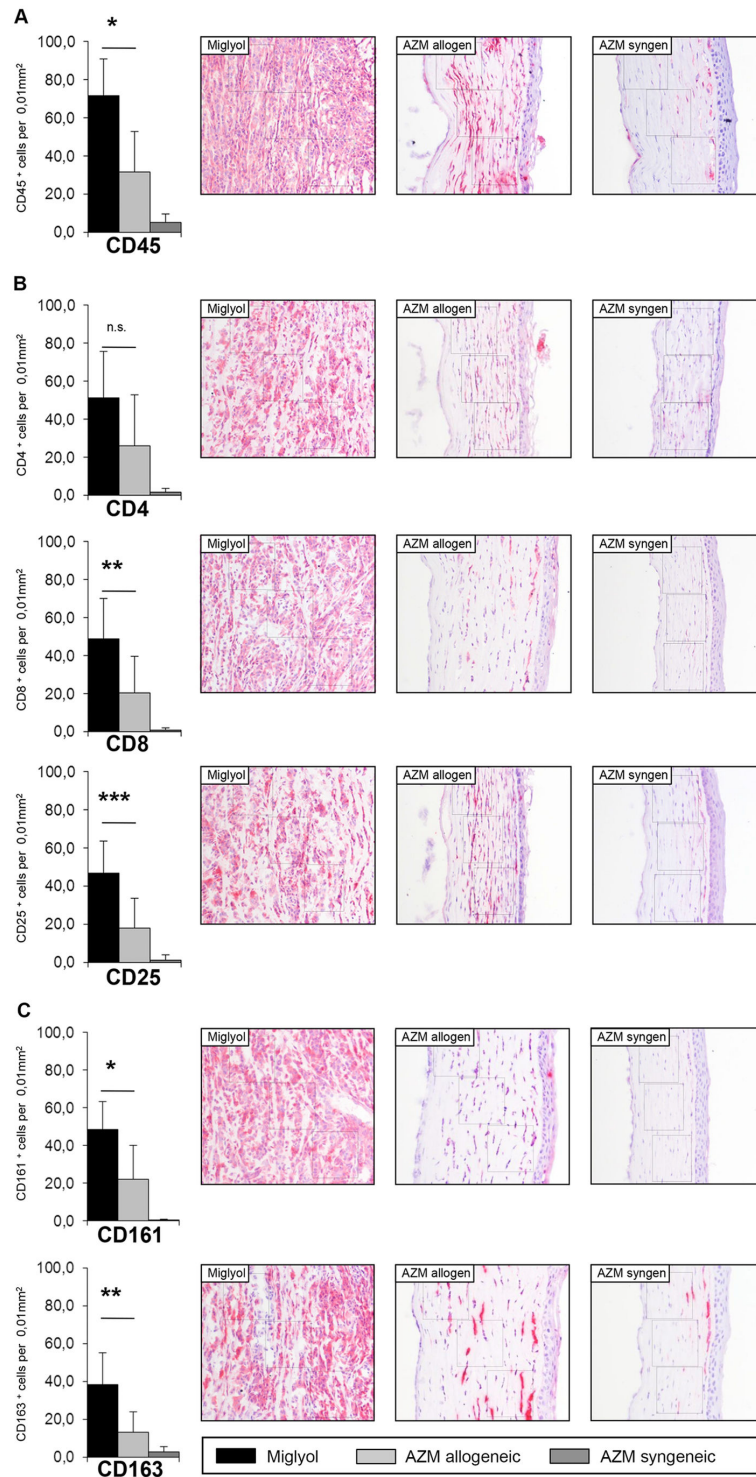 A
*
100,0
80,0
60,0
40,0
20,0
0,0
CD45⁺ cells per 0,01mm²
CD45
Miglyol
AZM allogen
AZM syngen
B
n.s.
100,0
80,0
60,0
40,0
20,0
0,0
CD4⁺ cells per 0,01mm²
CD4
Miglyol
AZM allogen
AZM syngen
**
100,0
80,0
60,0
40,0
20,0
0,0
CD8⁺ cells per 0,01mm²
CD8
Miglyol
AZM allogen
AZM syngen
***
100,0
80,0
60,0
40,0
20,0
0,0
CD25⁺ cells per 0,01mm²
CD25
Miglyol
AZM allogen
AZM syngen
C
*
100,0
80,0
60,0
40,0
20,0
0,0
CD161⁺ cells per 0,01mm²
CD161
Miglyol
AZM allogen
AZM syngen
**
100,0
80,0
60,0
40,0
20,0
0,0
CD163⁺ cells per 0,01mm²
CD163
Miglyol
AZM allogen
AZM syngen
Miglyol AZM allogeneic AZM syngeneic